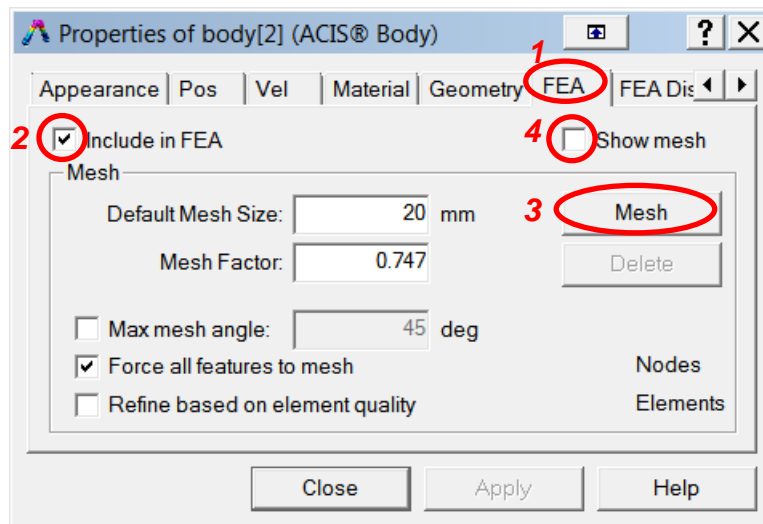 Properties of body[2] (ACIS® Body) ? X
1
Appearance Pos Vel Material Geometry FEA FEA Dis
2 Include in FEA 4 Show mesh
Mesh
Default Mesh Size: 20 mm 3 Mesh
Mesh Factor: 0.747 Delete
Max mesh angle: 45 deg
Force all features to mesh Nodes
Refine based on element quality Elements
Close Apply Help